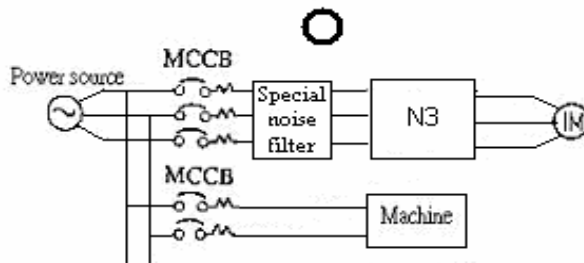 MCCB
Power source
Special
noise
filter
N3
IM
MCCB
Machine